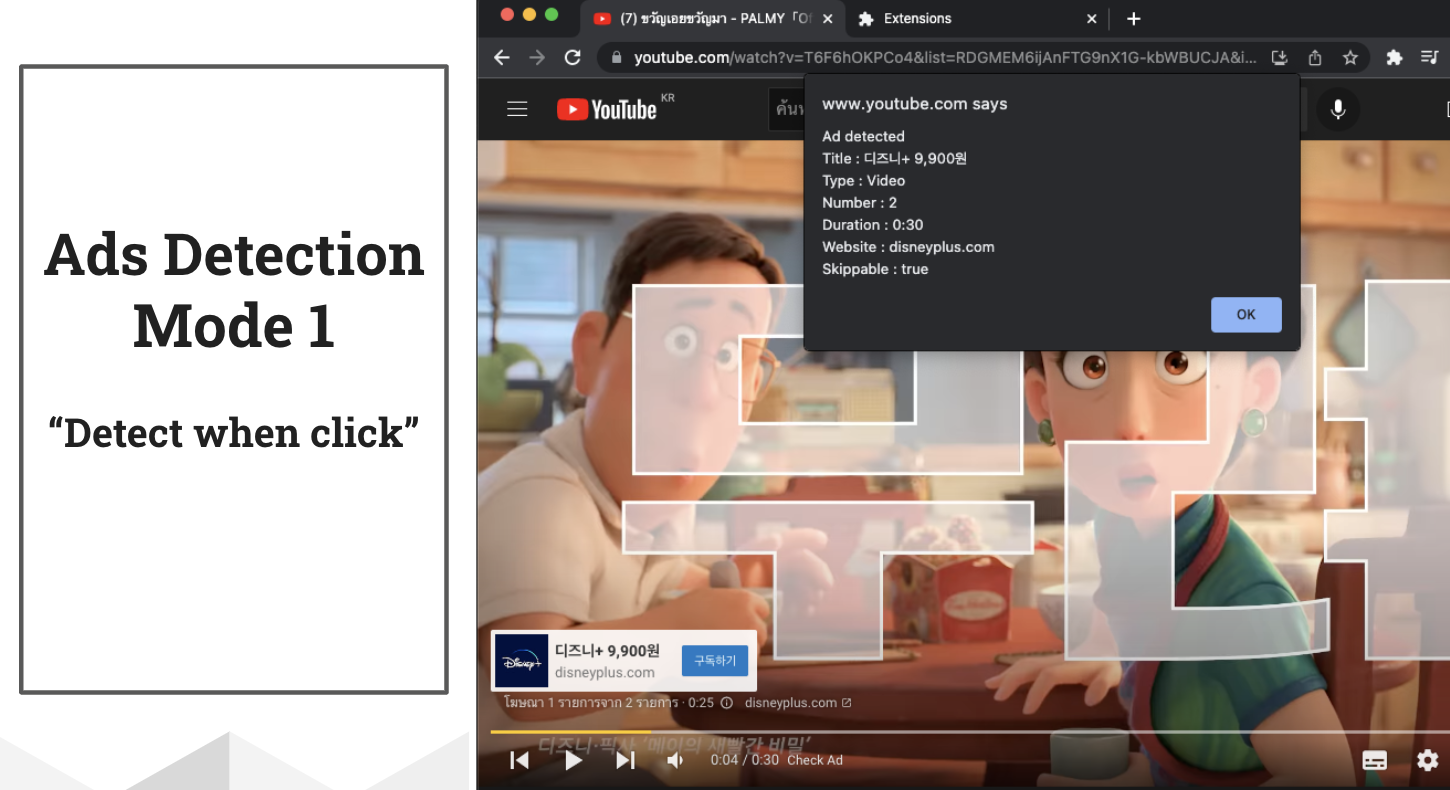 Ads Detection
Mode 1
“Detect when click”
(7) ขวัญเอยขวัญมา - PALMY「Of
Extensions
youtube.com/watch?v=T6F6hOKPCo4&list=RDGMEM6ijAnFTG9nX1G-kbWBUCJA&i...
YouTube KR
ค้นห
www.youtube.com says
Ad detected
Title : 디즈니+ 9,900원
Type : Video
Number : 2
Duration : 0:30
Website : disneyplus.com
Skippable : true
OK
Disney+
디즈니+ 9,900원
disneyplus.com
구독하기
โฆษณา 1 รายการจาก 2 รายการ · 0:25
disneyplus.com
디즈니·픽사 ‘메이의 새빨간 비밀’
0:04 / 0:30 Check Ad